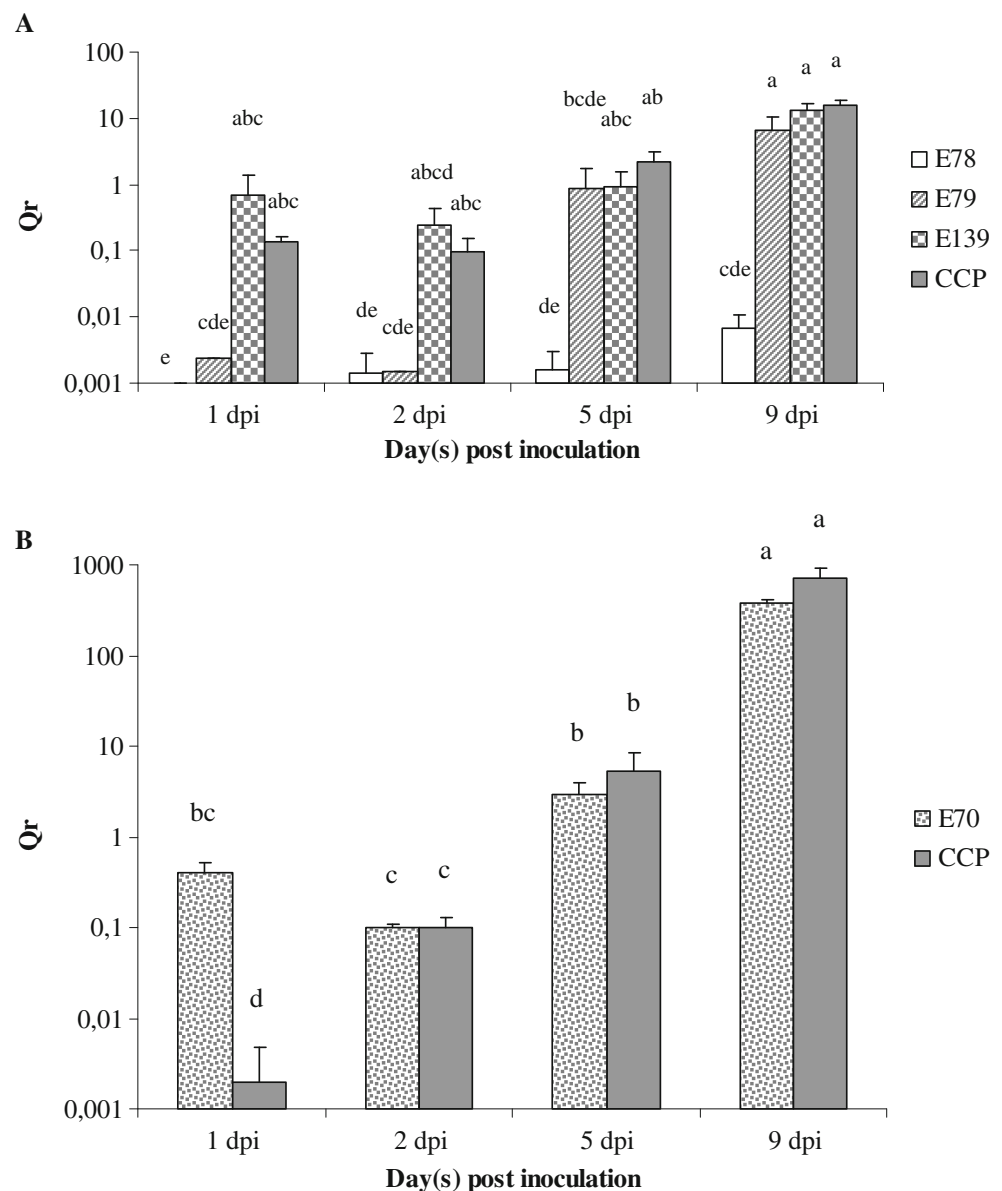 A
100
10
1
0,1
0,01
0,001
Qr
e
cde
abc
abc
de
cde
abcd
abc
de
bcde
abc
ab
cde
a
a
a
1 dpi
2 dpi
5 dpi
9 dpi
Day(s) post inoculation
E78
E79
E139
CCP
B
1000
100
10
1
0,1
0,01
0,001
Qr
bc
d
c
c
b
b
a
a
1 dpi
2 dpi
5 dpi
9 dpi
Day(s) post inoculation
E70
CCP